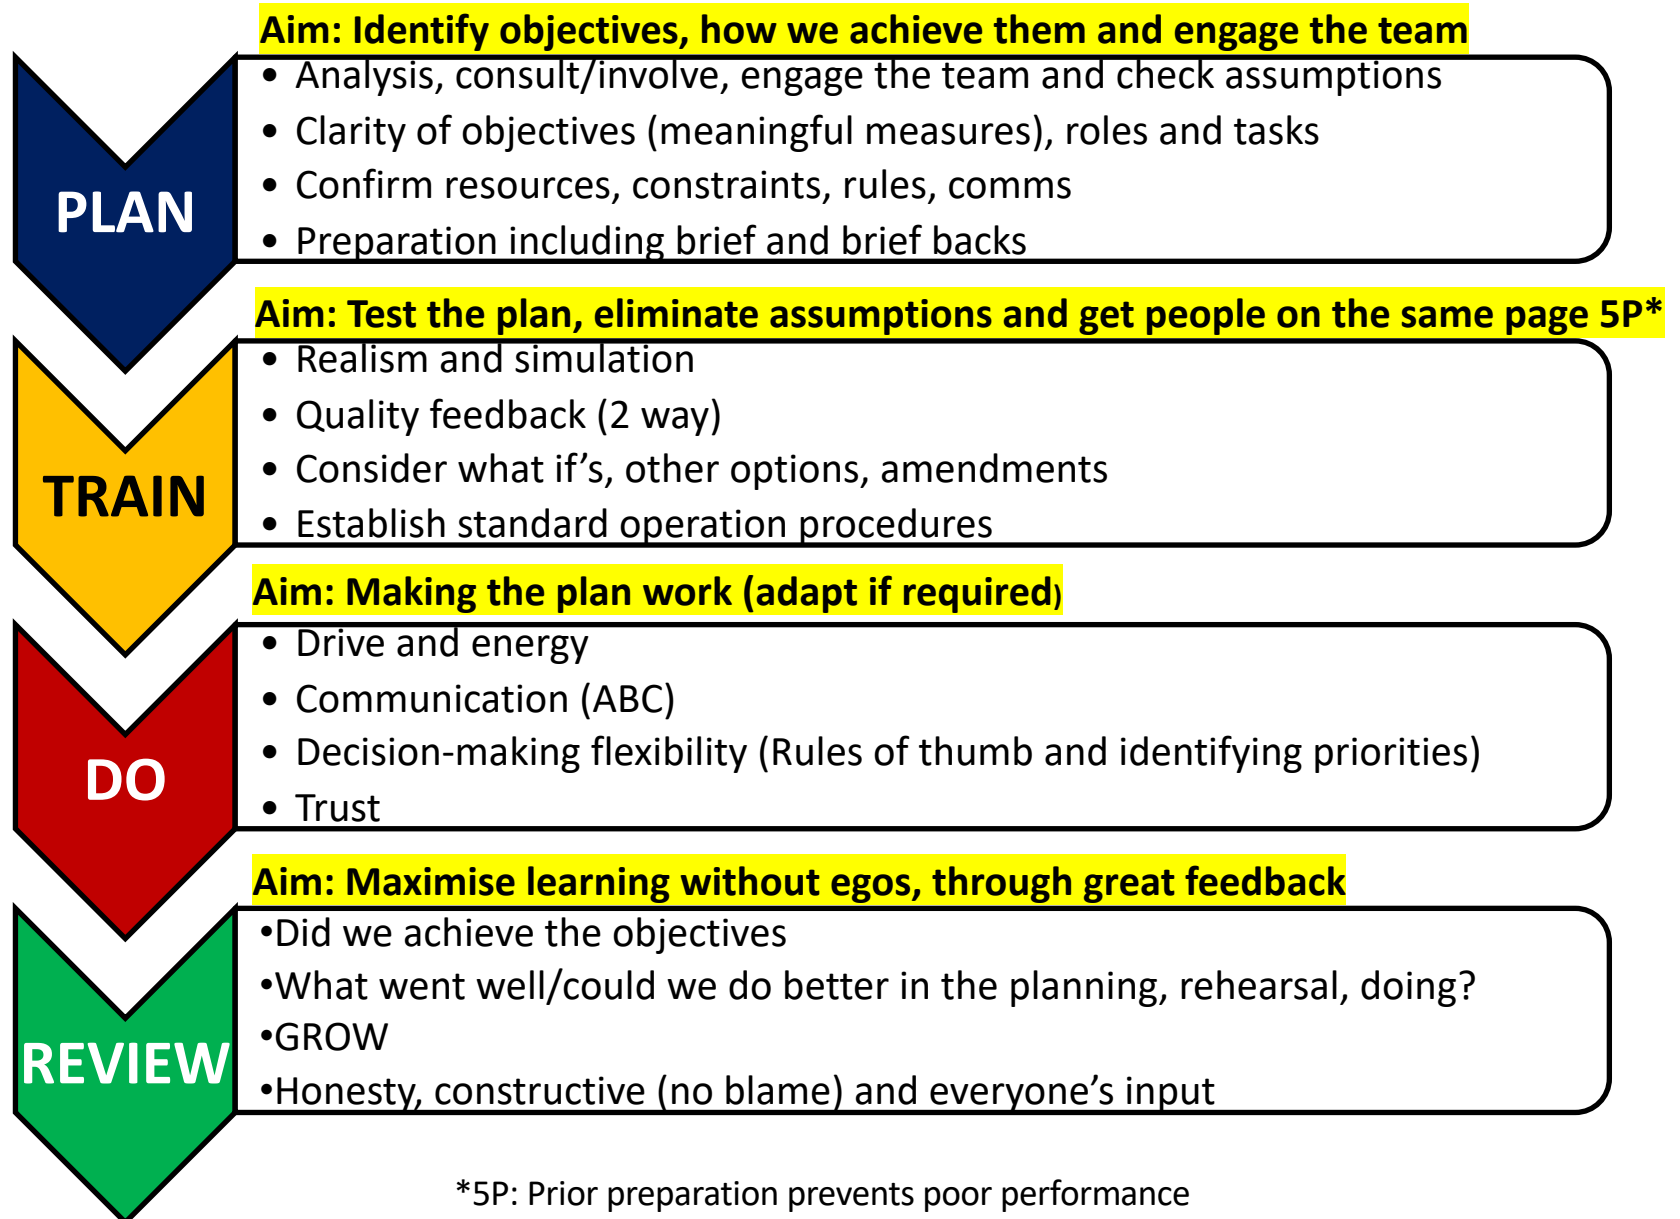 Aim: Identify objectives, how we achieve them and engage the team
• Analysis, consult/involve, engage the team and check assumptions
• Clarity of objectives (meaningful measures), roles and tasks
• Confirm resources, constraints, rules, comms
• Preparation including brief and brief backs
PLAN
Aim: Test the plan, eliminate assumptions and get people on the same page 5P*
• Realism and simulation
• Quality feedback (2 way)
• Consider what if’s, other options, amendments
• Establish standard operation procedures
TRAIN
Aim: Making the plan work (adapt if required)
• Drive and energy
• Communication (ABC)
• Decision-making flexibility (Rules of thumb and identifying priorities)
• Trust
DO
Aim: Maximise learning without egos, through great feedback
•Did we achieve the objectives
•What went well/could we do better in the planning, rehearsal, doing?
•GROW
•Honesty, constructive (no blame) and everyone’s input
REVIEW
*5P: Prior preparation prevents poor performance